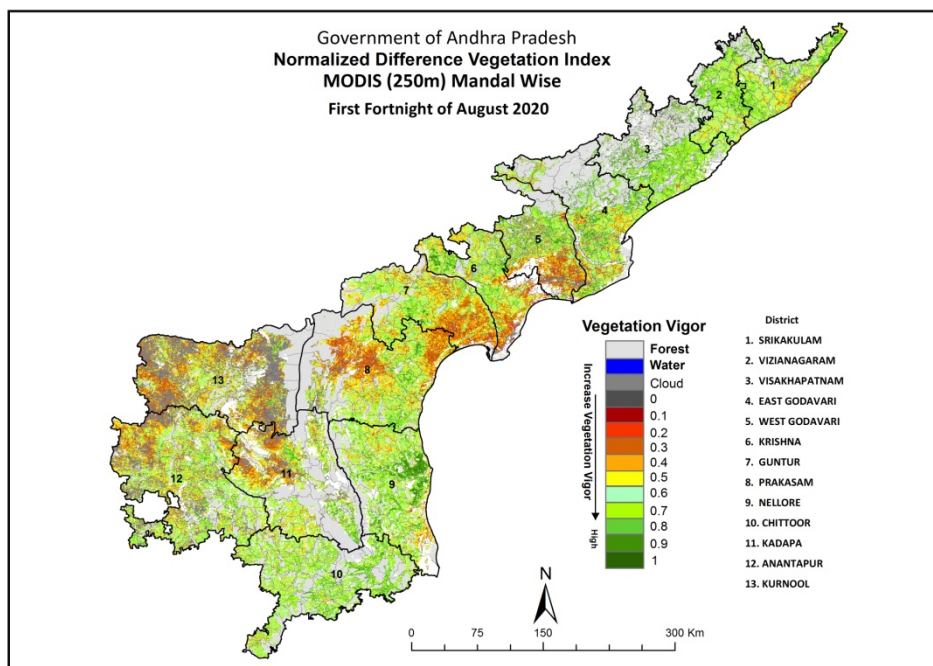 Government of Andhra Pradesh
Normalized Difference Vegetation Index
MODIS (250m) Mandal Wise
First Fortnight of August 2020
1
2
3
4
5
6
7
8
9
10
11
12
13
Vegetation Vigor
Forest
Water
Cloud
0
0.1
0.2
0.3
0.4
0.5
0.6
0.7
0.8
0.9
1
Increase Vegetation Vigor
High
District
1. SRIKAKULAM
2. VIZIANAGARAM
3. VISAKHAPATNAM
4. EAST GODAVARI
5. WEST GODAVARI
6. KRISHNA
7. GUNTUR
8. PRAKASAM
9. NELLORE
10. CHITTOOR
11. KADAPA
12. ANANTAPUR
13. KURNOOL
N
0 75 150 300 Km